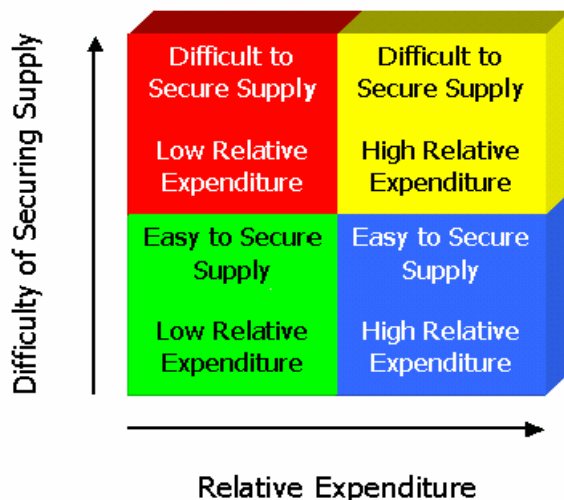 Difficulty of Securing Supply
Difficult to
Secure Supply
Low Relative
Expenditure
Difficult to
Secure Supply
High Relative
Expenditure
Easy to Secure
Supply
Low Relative
Expenditure
Easy to Secure
Supply
High Relative
Expenditure
Relative Expenditure